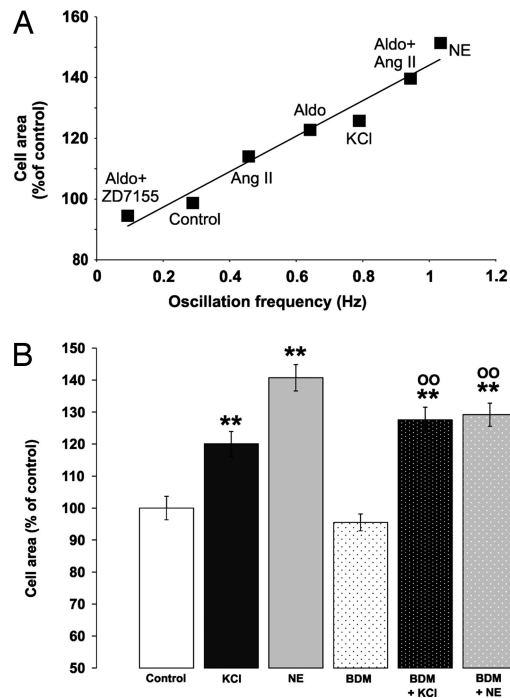 A
160
140
120
100
80
Cell area
(%of control)
Aldo+
Ang II
NE
Aldo
KCl
Ang II
Aldo+
ZD7155
Control
0
0.2
0.4
0.6
0.8
1
1.2
Oscillation frequency (Hz)
B
150
140
130
120
110
100
90
80
70
60
50
Cell area (% of control)
**
**
oo
**
oo
**
Control
KCl
NE
BDM
BDM
+ KCl
BDM
+ NE